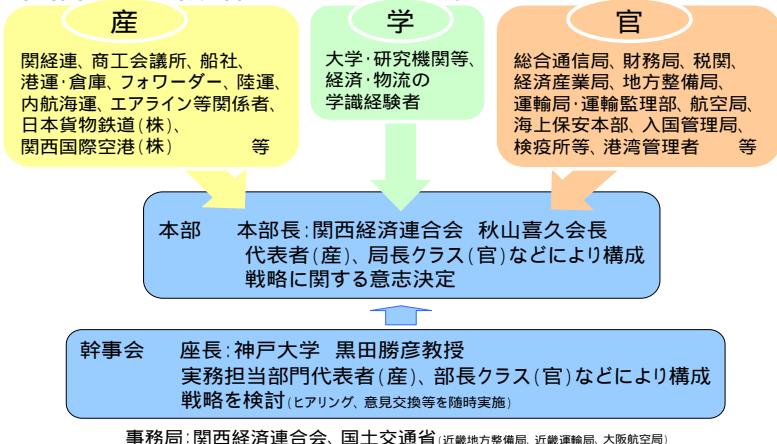 産
関経連、商工会議所、船社、
港運・倉庫、フォワーダー、陸運、
内航海運、エアライン等関係者、
日本貨物鉄道(株)、
関西国際空港(株) 等
学
大学・研究機関等、
経済・物流の
学識経験者
官
総合通信局、財務局、税関、
経済産業局、地方整備局、
運輸局・運輸監理部、航空局、
海上保安本部、入国管理局、
検疫所等、港湾管理者 等
本部 本部長:関西経済連合会 秋山喜久会長
代表者(産)、局長クラス(官)などにより構成
戦略に関する意志決定
幹事会 座長:神戸大学 黒田勝彦教授
実務担当部門代表者(産)、部長クラス(官)などにより構成
戦略を検討(ヒアリング、意見交換等を随時実施)
事務局:関西経済連合会、国土交通省(近畿地方整備局、近畿運輸局、大阪航空局)